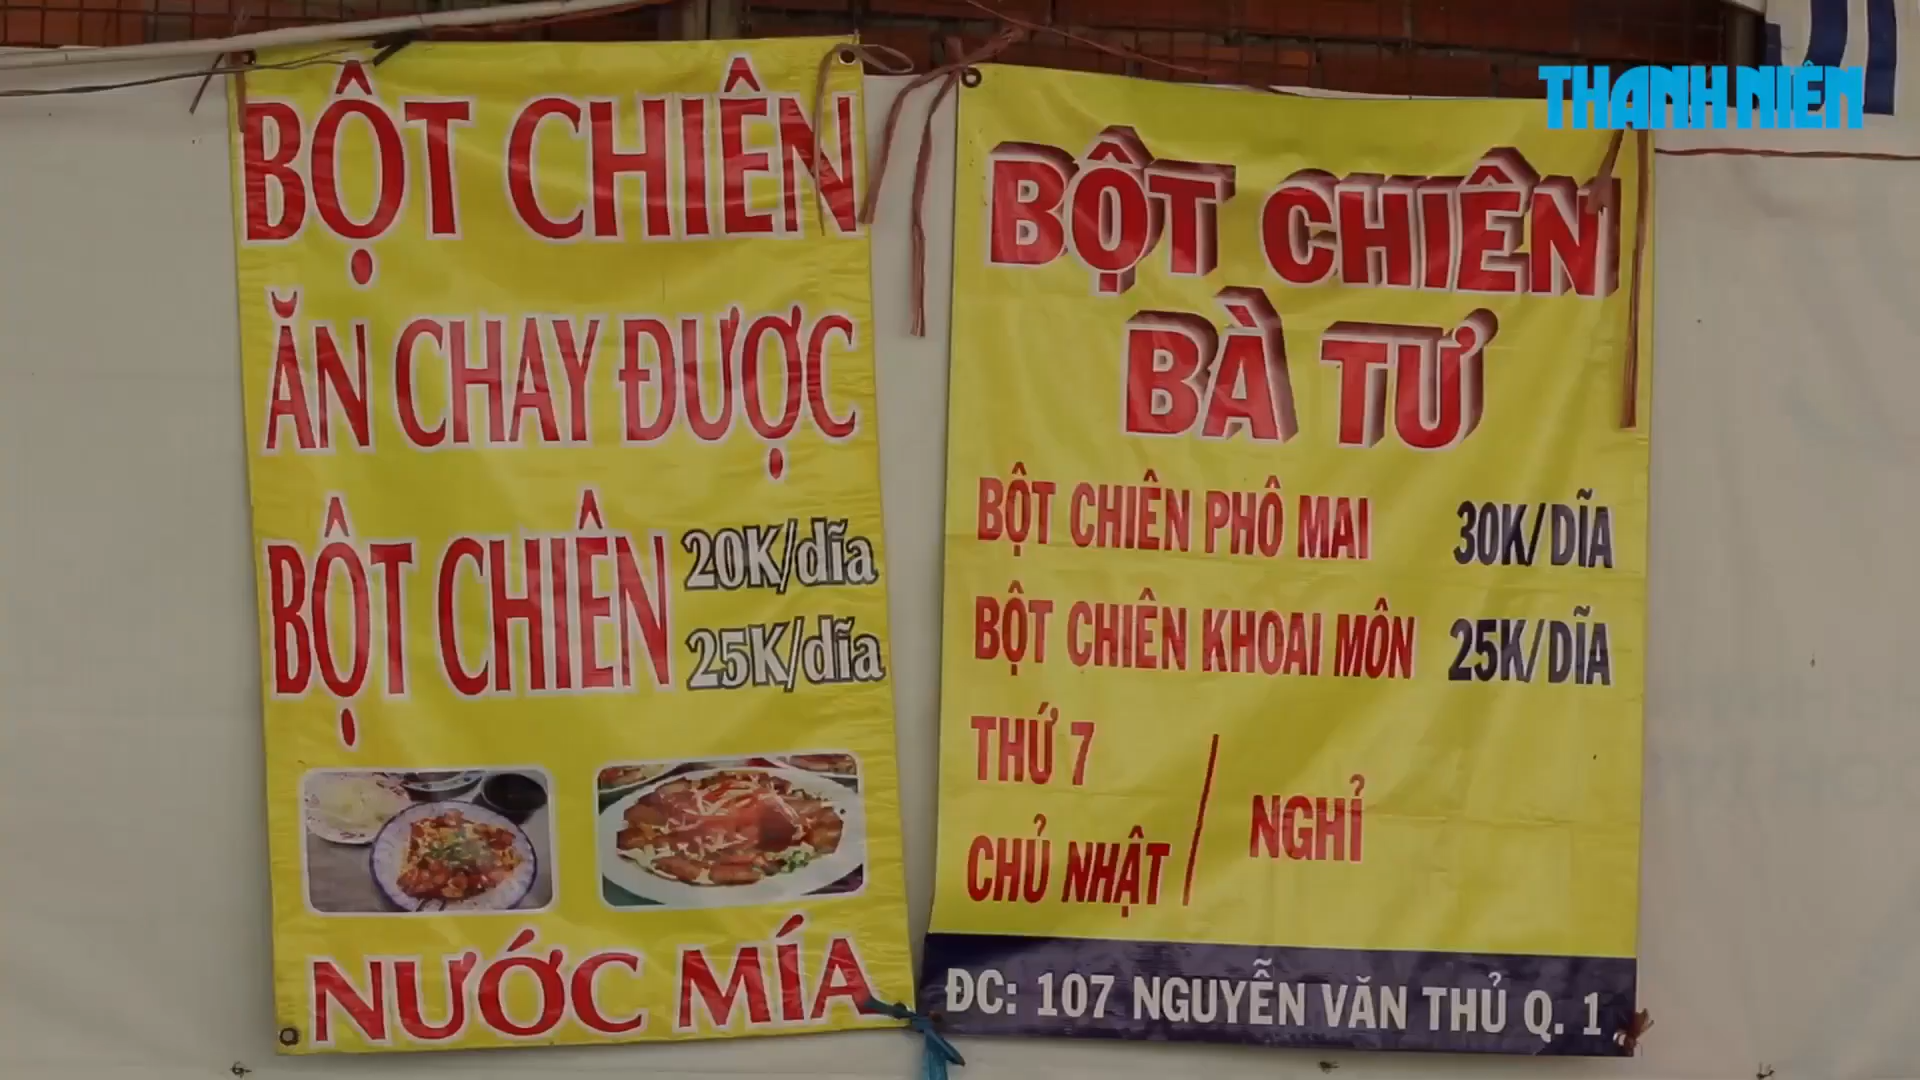 THANH NIÊN
BỘT CHIÊN
ĂN CHAY ĐƯỢC
BỘT CHIÊN 20K/dĩa
25K/dĩa
NƯỚC MÍA
BỘT CHIÊN
BÀ TƯ
BỘT CHIÊN PHÔ MAI 30K/DĨA
BỘT CHIÊN KHOAI MÔN 25K/DĨA
THỨ 7
CHỦ NHẬT / NGHỈ
ĐC: 107 NGUYỄN VĂN THỦ Q. 1